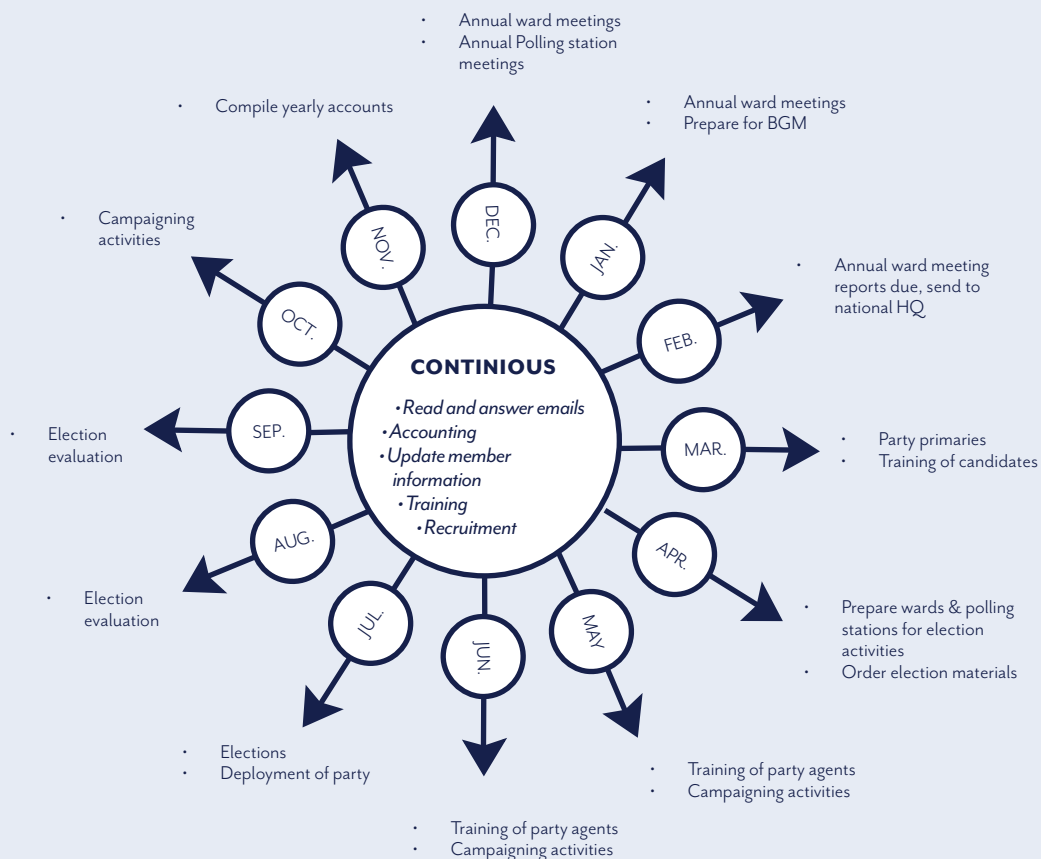 • Annual ward meetings
• Annual Polling station
meetings
• Compile yearly accounts
• Annual ward meetings
• Prepare for BGM
• Campaigning
activities
• Annual ward meeting
reports due, send to
national HQ
• Election
evaluation
• Party primaries
• Training of candidates
• Election
evaluation
• Prepare wards & polling
stations for election
activities
• Order election materials
• Elections
• Deployment of party
• Training of party agents
• Campaigning activities
• Training of party agents
• Campaigning activities
DEC.
JAN.
FEB.
MAR.
APR.
MAY
JUN.
JUL.
AUG.
SEP.
OCT.
NOV.
CONTINIOUS
• Read and answer emails
• Accounting
• Update member
information
• Training
• Recruitment